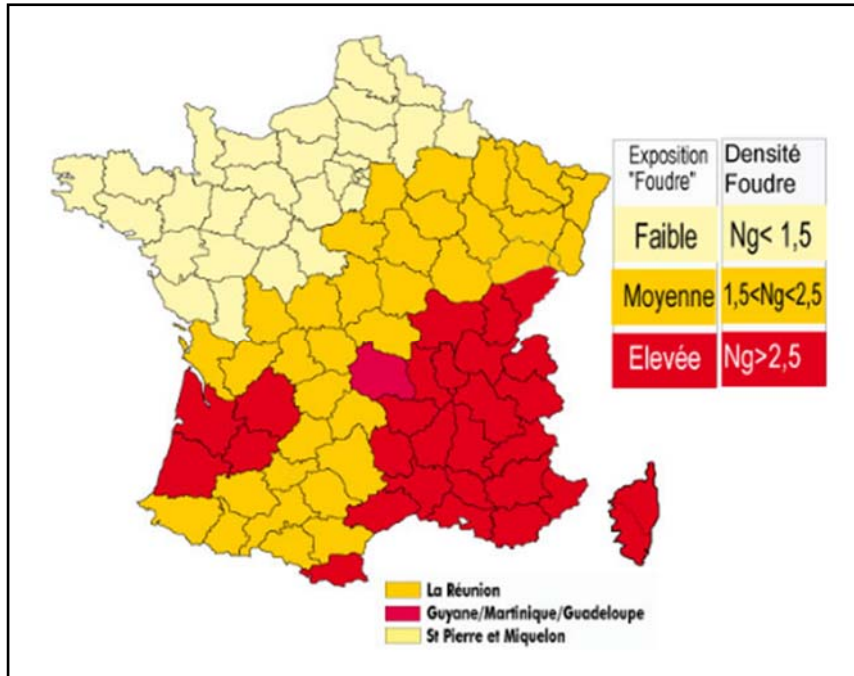 Exposition Densité
"Foudre" Foudre
Faible Ng< 1,5
Moyenne 1,5<Ng<2,5
Elevée Ng>2,5
La Réunion
Guyane/Martinique/Guadeloupe
St Pierre et Miquelon